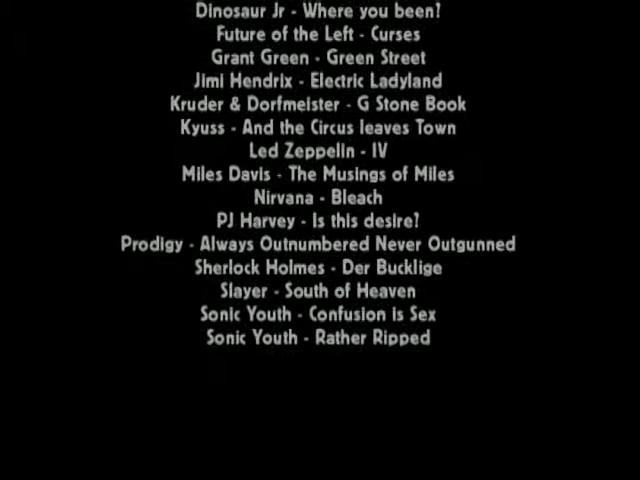 Dinosaur Jr - Where you been?
Future of the Left - Curses
Grant Green - Green Street
Jimi Hendrix - Electric Ladyland
Kruder & Dorfmeister - G Stone Book
Kyuss - And the Circus leaves Town
Led Zeppelin - IV
Miles Davis - The Musings of Miles
Nirvana - Bleach
PJ Harvey - Is this desire?
Prodigy - Always Outnumbered Never Outgunned
Sherlock Holmes - Der Bucklige
Slayer - South of Heaven
Sonic Youth - Confusion is Sex
Sonic Youth - Rather Ripped